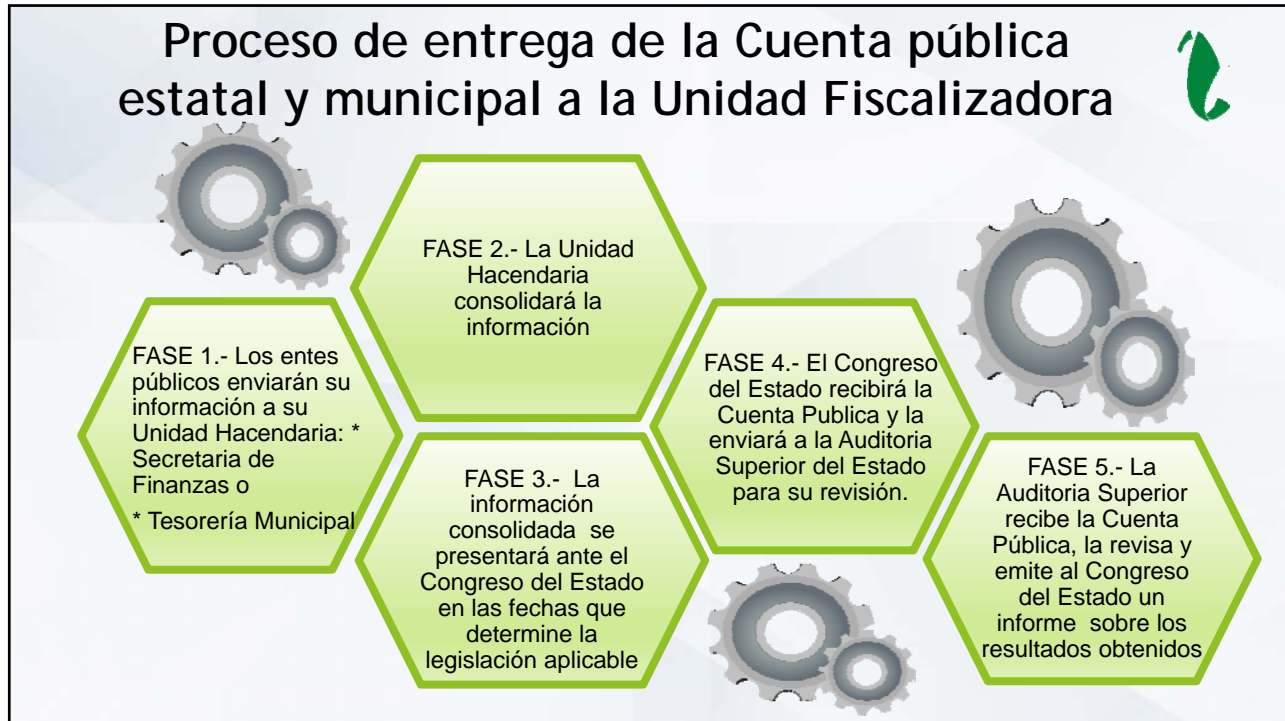 Proceso de entrega de la Cuenta pública
estatal y municipal a la Unidad Fiscalizadora
FASE 1.- Los entes
públicos enviarán su
información a su
Unidad Hacendaria: *
Secretaria de
Finanzas o
* Tesorería Municipal
FASE 2.- La Unidad
Hacendaria
consolidará la
información
FASE 3.- La
información
consolidada se
presentará ante el
Congreso del Estado
en las fechas que
determine la
legislación aplicable
FASE 4.- El Congreso
del Estado recibirá la
Cuenta Publica y la
enviará a la Auditoria
Superior del Estado
para su revisión.
FASE 5.- La
Auditoria Superior
recibe la Cuenta
Pública, la revisa y
emite al Congreso
del Estado un
informe sobre los
resultados obtenidos